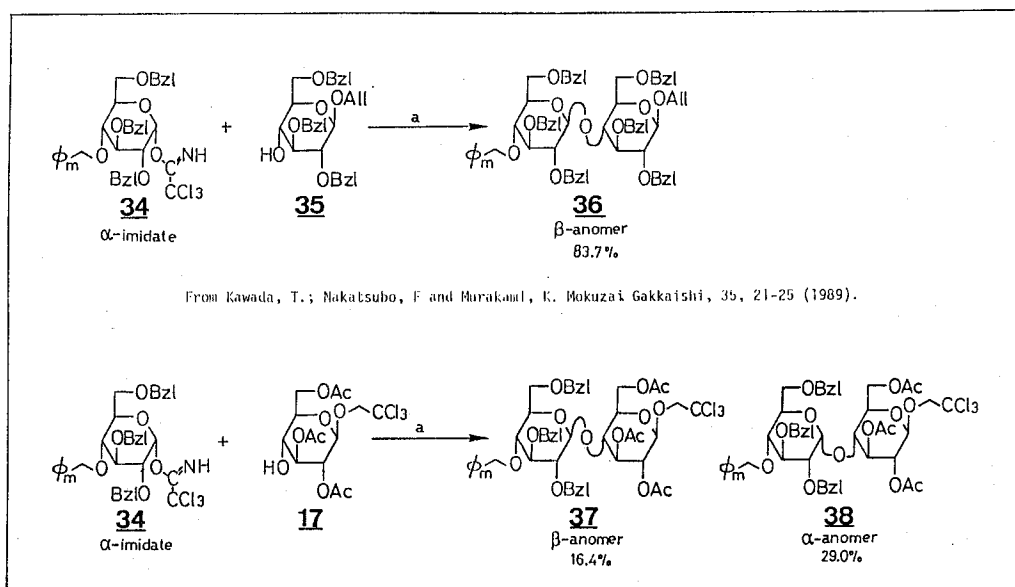 OBzl OBzl OBzl OBzl
O O OAll O O OAll
OBzl + OBzl a OBzl O OBzl
ϕm O O NH HO ϕm O
BzlO C OBzl OBzl OBzl
CCl3
34 35 36
α-imidate β-anomer
83.7%
From Kawada, T.; Nakatsubo, F and Murakami, K. Mokuzai Gakkaishi, 35, 21-25 (1989).
OBzl OAc OBzl OAc OBzl OAc
O O O CCl3 O O O CCl3 O O O CCl3
OBzl + OAc a OBzl O OAc OBzl OAc
ϕm O O NH HO ϕm O ϕm O O
BzlO C OAc OBzl OAc OBzl OAc
CCl3
34 17 37 38
α-imidate β-anomer α-anomer
16.4% 29.0%